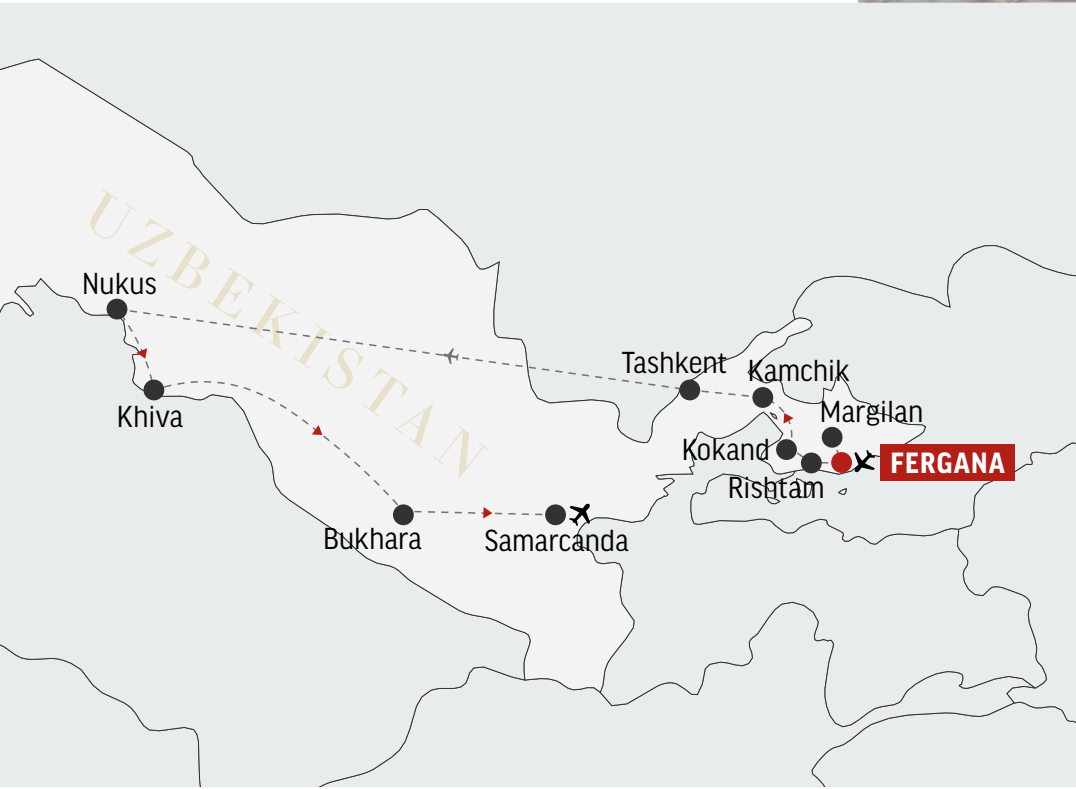 UZBEKISTAN
Nukus
Khiva
Tashkent
Kamchik
Margilan
Kokand
FERGANA
Rishtam
Bukhara
Samarcanda